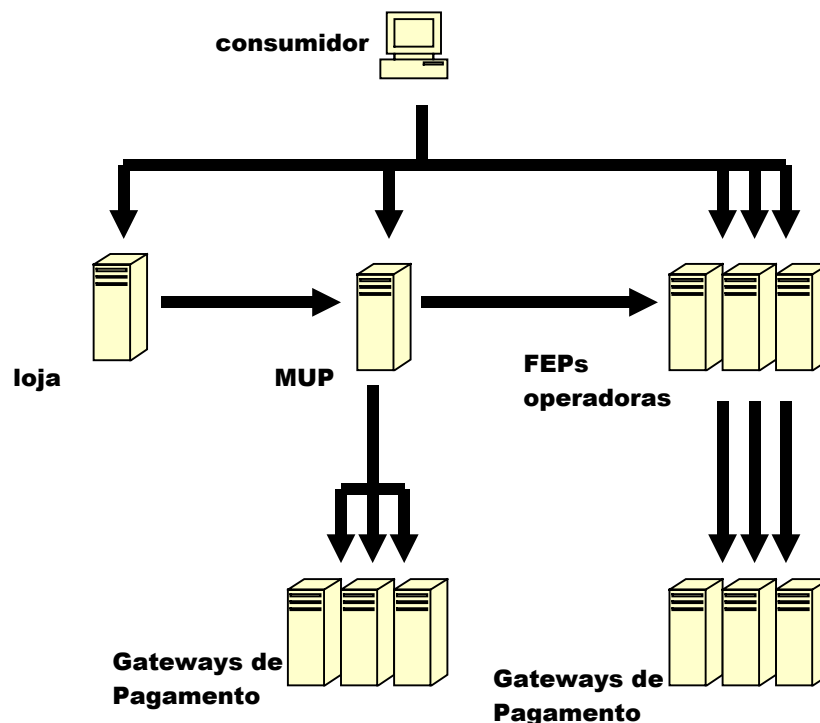 consumidor
loja
MUP
FEPs
operadoras
Gateways de
Pagamento
Gateways de
Pagamento